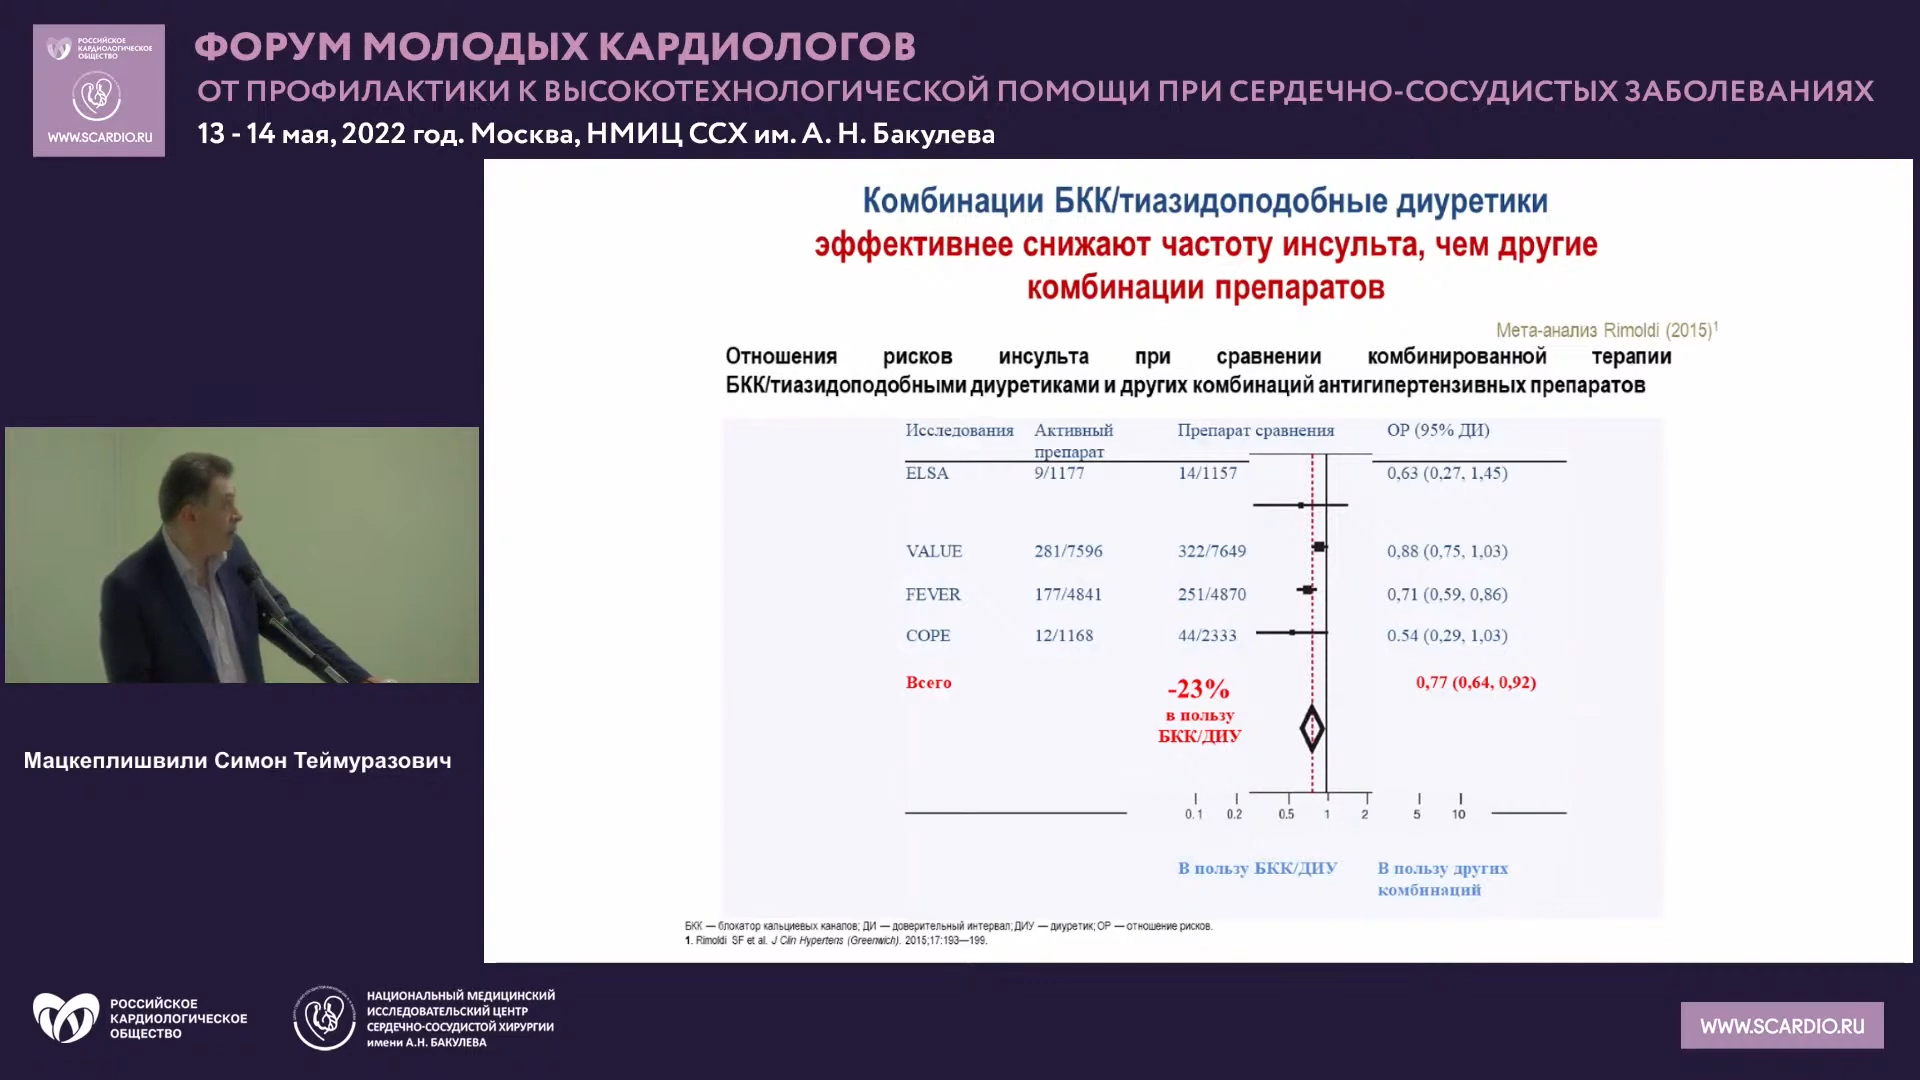 РОССИЙСКОЕ
КАРДИОЛОГИЧЕСКОЕ
ОБЩЕСТВО
WWW.SCARDIO.RU
ФОРУМ МОЛОДЫХ КАРДИОЛОГОВ
ОТ ПРОФИЛАКТИКИ К ВЫСОКОТЕХНОЛОГИЧЕСКОЙ ПОМОЩИ ПРИ СЕРДЕЧНО-СОСУДИСТЫХ ЗАБОЛЕВАНИЯХ
13 - 14 мая, 2022 год. Москва, НМИЦ ССХ им. А. Н. Бакулева
Комбинации БКК/тиазидоподобные диуретики
эффективнее снижают частоту инсульта, чем другие
комбинации препаратов
Мета-анализ Rimoldi (2015)¹
Отношения рисков инсульта при сравнении комбинированной терапии
БКК/тиазидоподобными диуретиками и других комбинаций антигипертензивных препаратов
Исследования Активный Препарат сравнения ОР (95% ДИ)
препарат
ELSA 9/1177 14/1157 0,63 (0,27, 1,45)
VALUE 281/7596 322/7649 0,88 (0,75, 1,03)
FEVER 177/4841 251/4870 0,71 (0,59, 0,86)
COPE 12/1168 44/2333 0.54 (0,29, 1,03)
Всего -23% 0,77 (0,64, 0,92)
в пользу
БКК/ДИУ
0.1 0.2 0.5 1 2 5 10
В пользу БКК/ДИУ В пользу других
комбинаций
БКК — блокатор кальциевых каналов; ДИ — доверительный интервал; ДИУ — диуретик; ОР — отношение рисков.
1. Rimoldi SF et al. J Clin Hypertens (Greenwich). 2015;17:193—199.
Мацкеплишвили Симон Теймуразович
РОССИЙСКОЕ
КАРДИОЛОГИЧЕСКОЕ
ОБЩЕСТВО
НАЦИОНАЛЬНЫЙ МЕДИЦИНСКИЙ
ИССЛЕДОВАТЕЛЬСКИЙ ЦЕНТР
СЕРДЕЧНО-СОСУДИСТОЙ ХИРУРГИИ
имени А.Н. БАКУЛЕВА
WWW.SCARDIO.RU